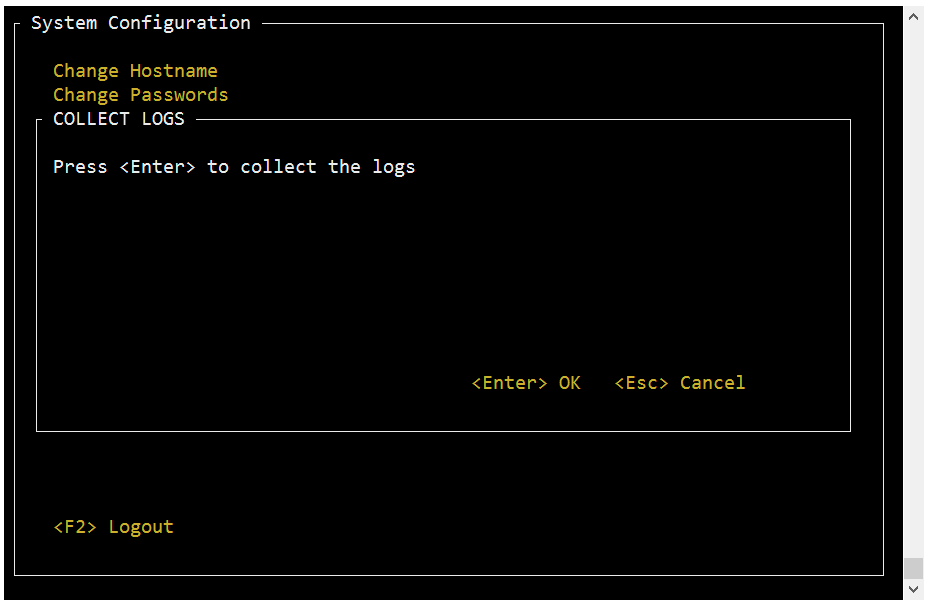 System Configuration
Change Hostname
Change Passwords
COLLECT LOGS
Press <Enter> to collect the logs
<Enter> OK   <Esc> Cancel
<F2> Logout